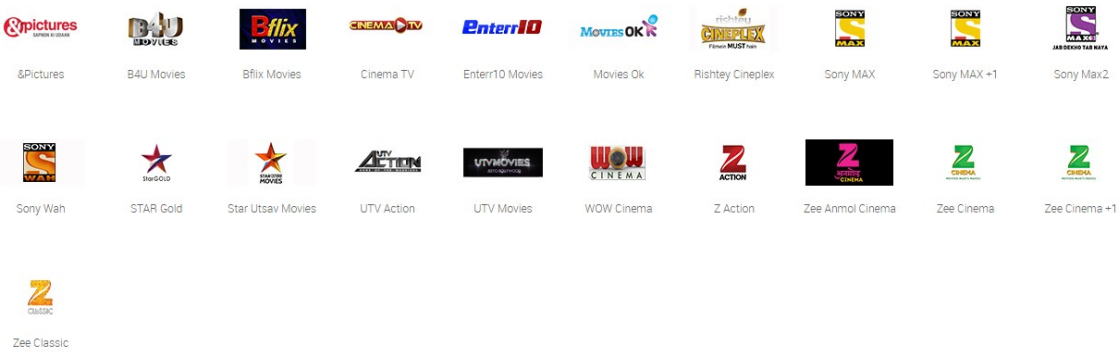 &pictures
SAPNON KI UDAAN
B4U
MOVIES
Bflix
MOVIES
CINEMA TV
Enterr10
MOVIES OK
rishtey
CINEPLEX
Filmein MUST hain
SONY
MAX
SONY
MAX
SONY
MAX2
JAB DEKHO TAB NAYA
&Pictures
B4U Movies
Bflix Movies
Cinema TV
Enterr10 Movies
Movies Ok
Rishtey Cineplex
Sony MAX
Sony MAX +1
Sony Max2
SONY
WAH
StarGOLD
STAR उत्सव
MOVIES
UTV
ACTION
UTVMOVIES
WOW
CINEMA
Z
ACTION
Z
अनमोल
CINEMA
Z
CINEMA
Z
CINEMA
Sony Wah
STAR Gold
Star Utsav Movies
UTV Action
UTV Movies
WOW Cinema
Z Action
Zee Anmol Cinema
Zee Cinema
Zee Cinema +1
Z
CLASSIC
Zee Classic